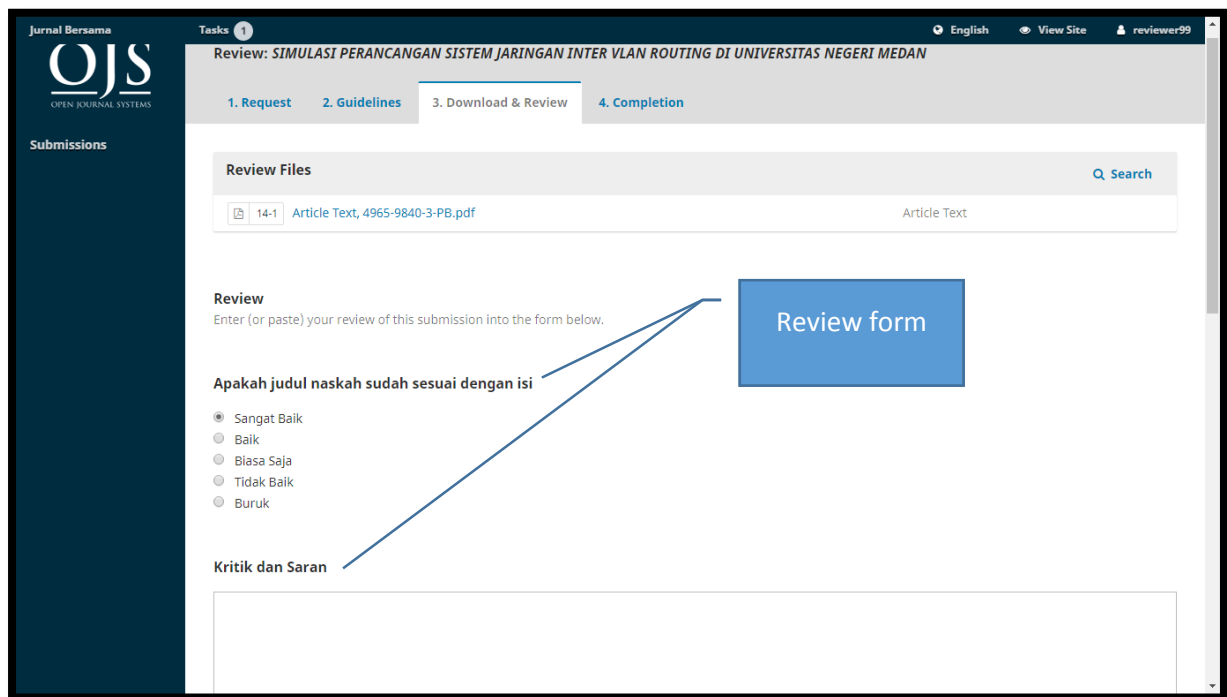 Jurnal Bersama Tasks 1 English View Site reviewer99
OJS
OPEN JOURNAL SYSTEMS
Submissions
Review: SIMULASI PERANCANGAN SISTEM JARINGAN INTER VLAN ROUTING DI UNIVERSITAS NEGERI MEDAN
1. Request 2. Guidelines 3. Download & Review 4. Completion
Review Files Search
14-1 Article Text, 4965-9840-3-PB.pdf Article Text
Review
Enter (or paste) your review of this submission into the form below.
Review form
Apakah judul naskah sudah sesuai dengan isi
Sangat Baik
Baik
Biasa Saja
Tidak Baik
Buruk
Kritik dan Saran